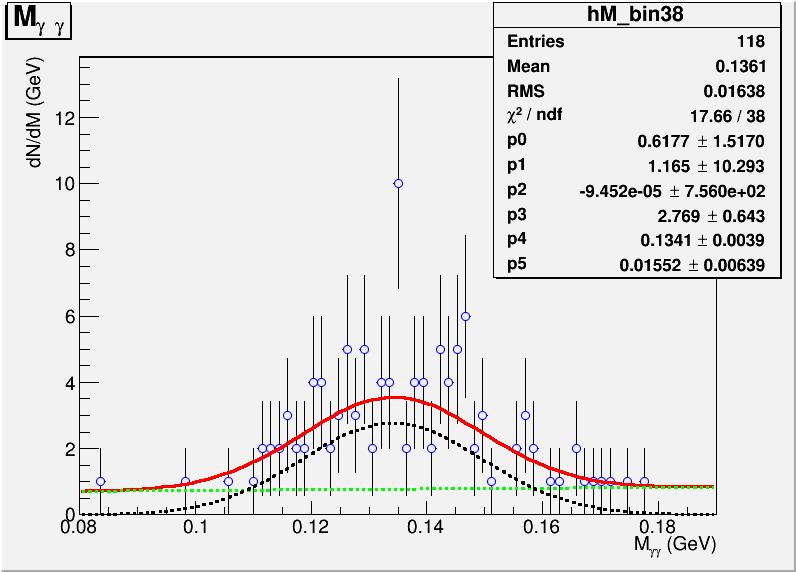 Mγ γ
hM_bin38
Entries 118
Mean 0.1361
RMS 0.01638
χ² / ndf 17.66 / 38
p0 0.6177 ± 1.5170
p1 1.165 ± 10.293
p2 -9.452e-05 ± 7.560e+02
p3 2.769 ± 0.643
p4 0.1341 ± 0.0039
p5 0.01552 ± 0.00639
dN/dM (GeV)
12
10
8
6
4
2
0
0.08 0.1 0.12 0.14 0.16 0.18
Mγγ (GeV)